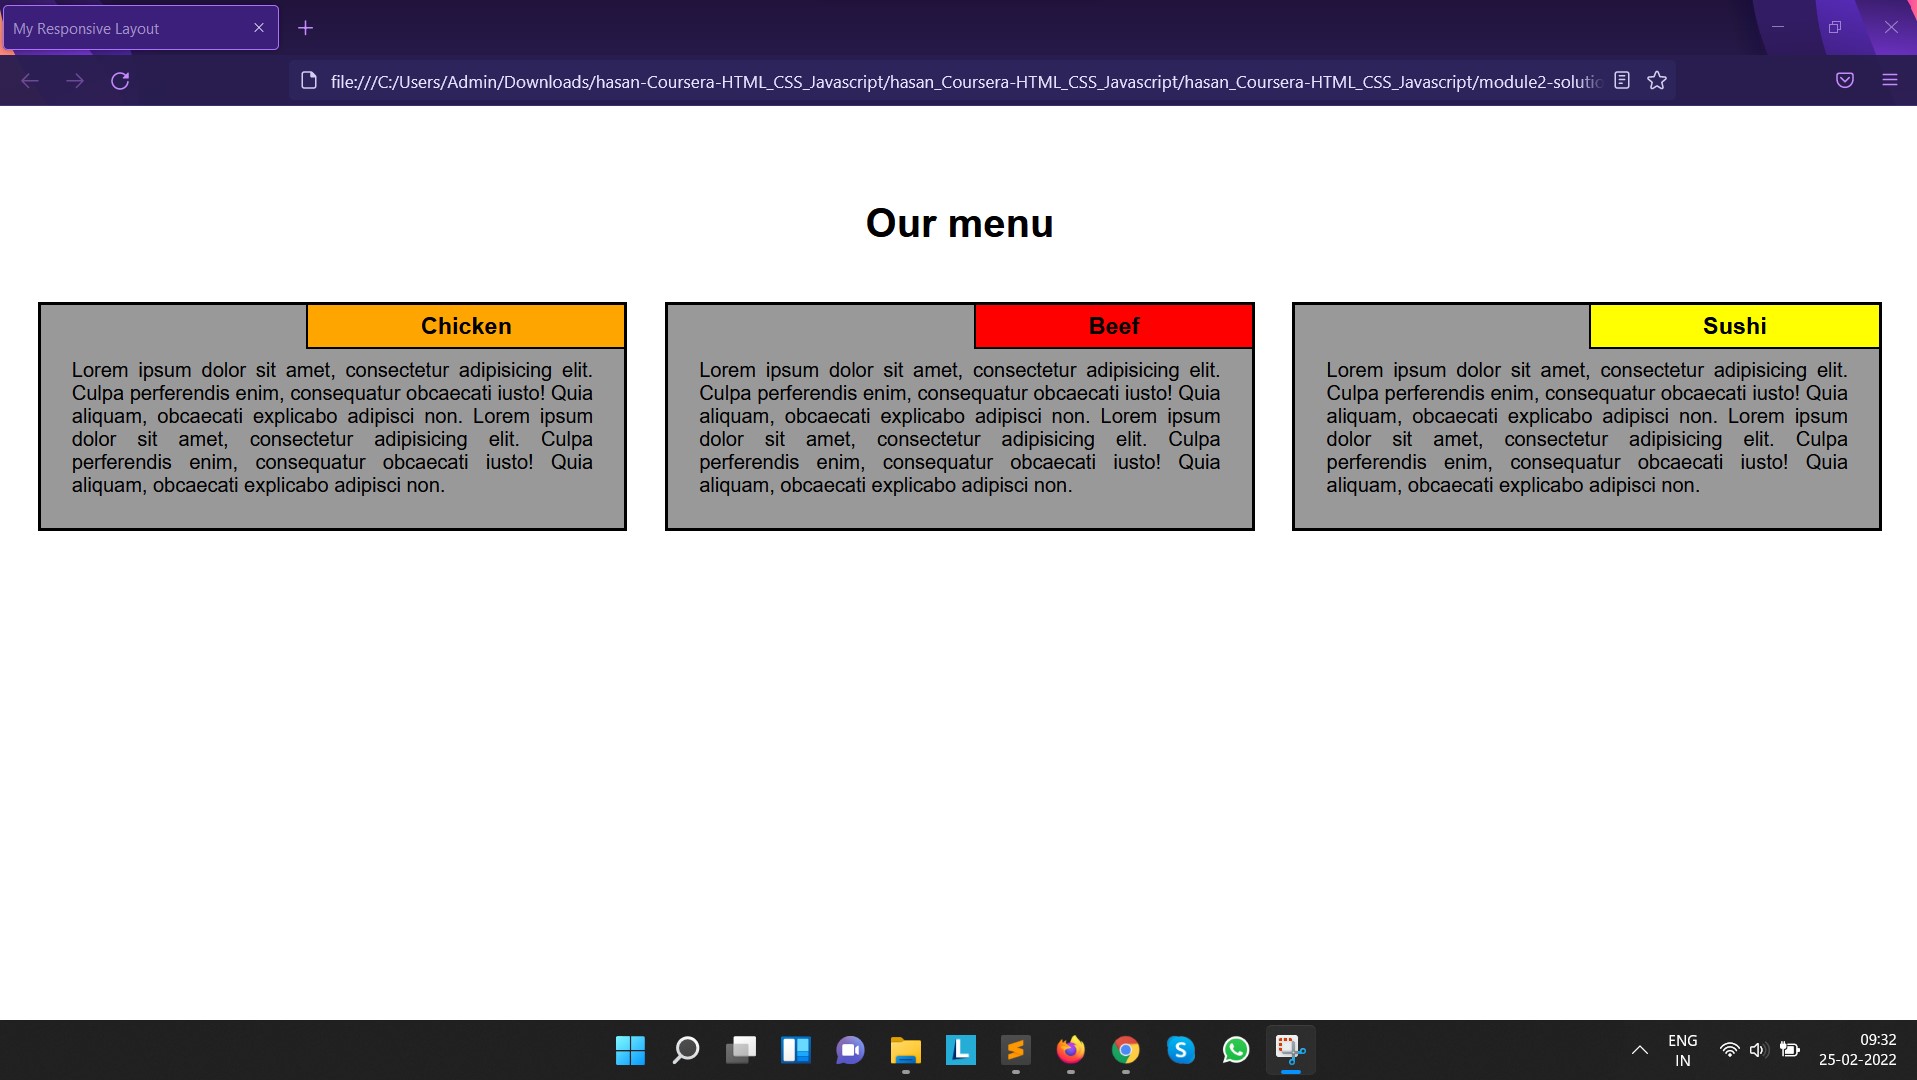 My Responsive Layout
file:///C:/Users/Admin/Downloads/hasan-Coursera-HTML_CSS_Javascript/hasan_Coursera-HTML_CSS_Javascript/hasan_Coursera-HTML_CSS_Javascript/module2-solutio
Our menu
Chicken
Lorem ipsum dolor sit amet, consectetur adipisicing elit.
Culpa perferendis enim, consequatur obcaecati iusto! Quia
aliquam, obcaecati explicabo adipisci non. Lorem ipsum
dolor sit amet, consectetur adipisicing elit. Culpa
perferendis enim, consequatur obcaecati iusto! Quia
aliquam, obcaecati explicabo adipisci non.
Beef
Lorem ipsum dolor sit amet, consectetur adipisicing elit.
Culpa perferendis enim, consequatur obcaecati iusto! Quia
aliquam, obcaecati explicabo adipisci non. Lorem ipsum
dolor sit amet, consectetur adipisicing elit. Culpa
perferendis enim, consequatur obcaecati iusto! Quia
aliquam, obcaecati explicabo adipisci non.
Sushi
Lorem ipsum dolor sit amet, consectetur adipisicing elit.
Culpa perferendis enim, consequatur obcaecati iusto! Quia
aliquam, obcaecati explicabo adipisci non. Lorem ipsum
dolor sit amet, consectetur adipisicing elit. Culpa
perferendis enim, consequatur obcaecati iusto! Quia
aliquam, obcaecati explicabo adipisci non.
L
S
ENG
IN
09:32
25-02-2022